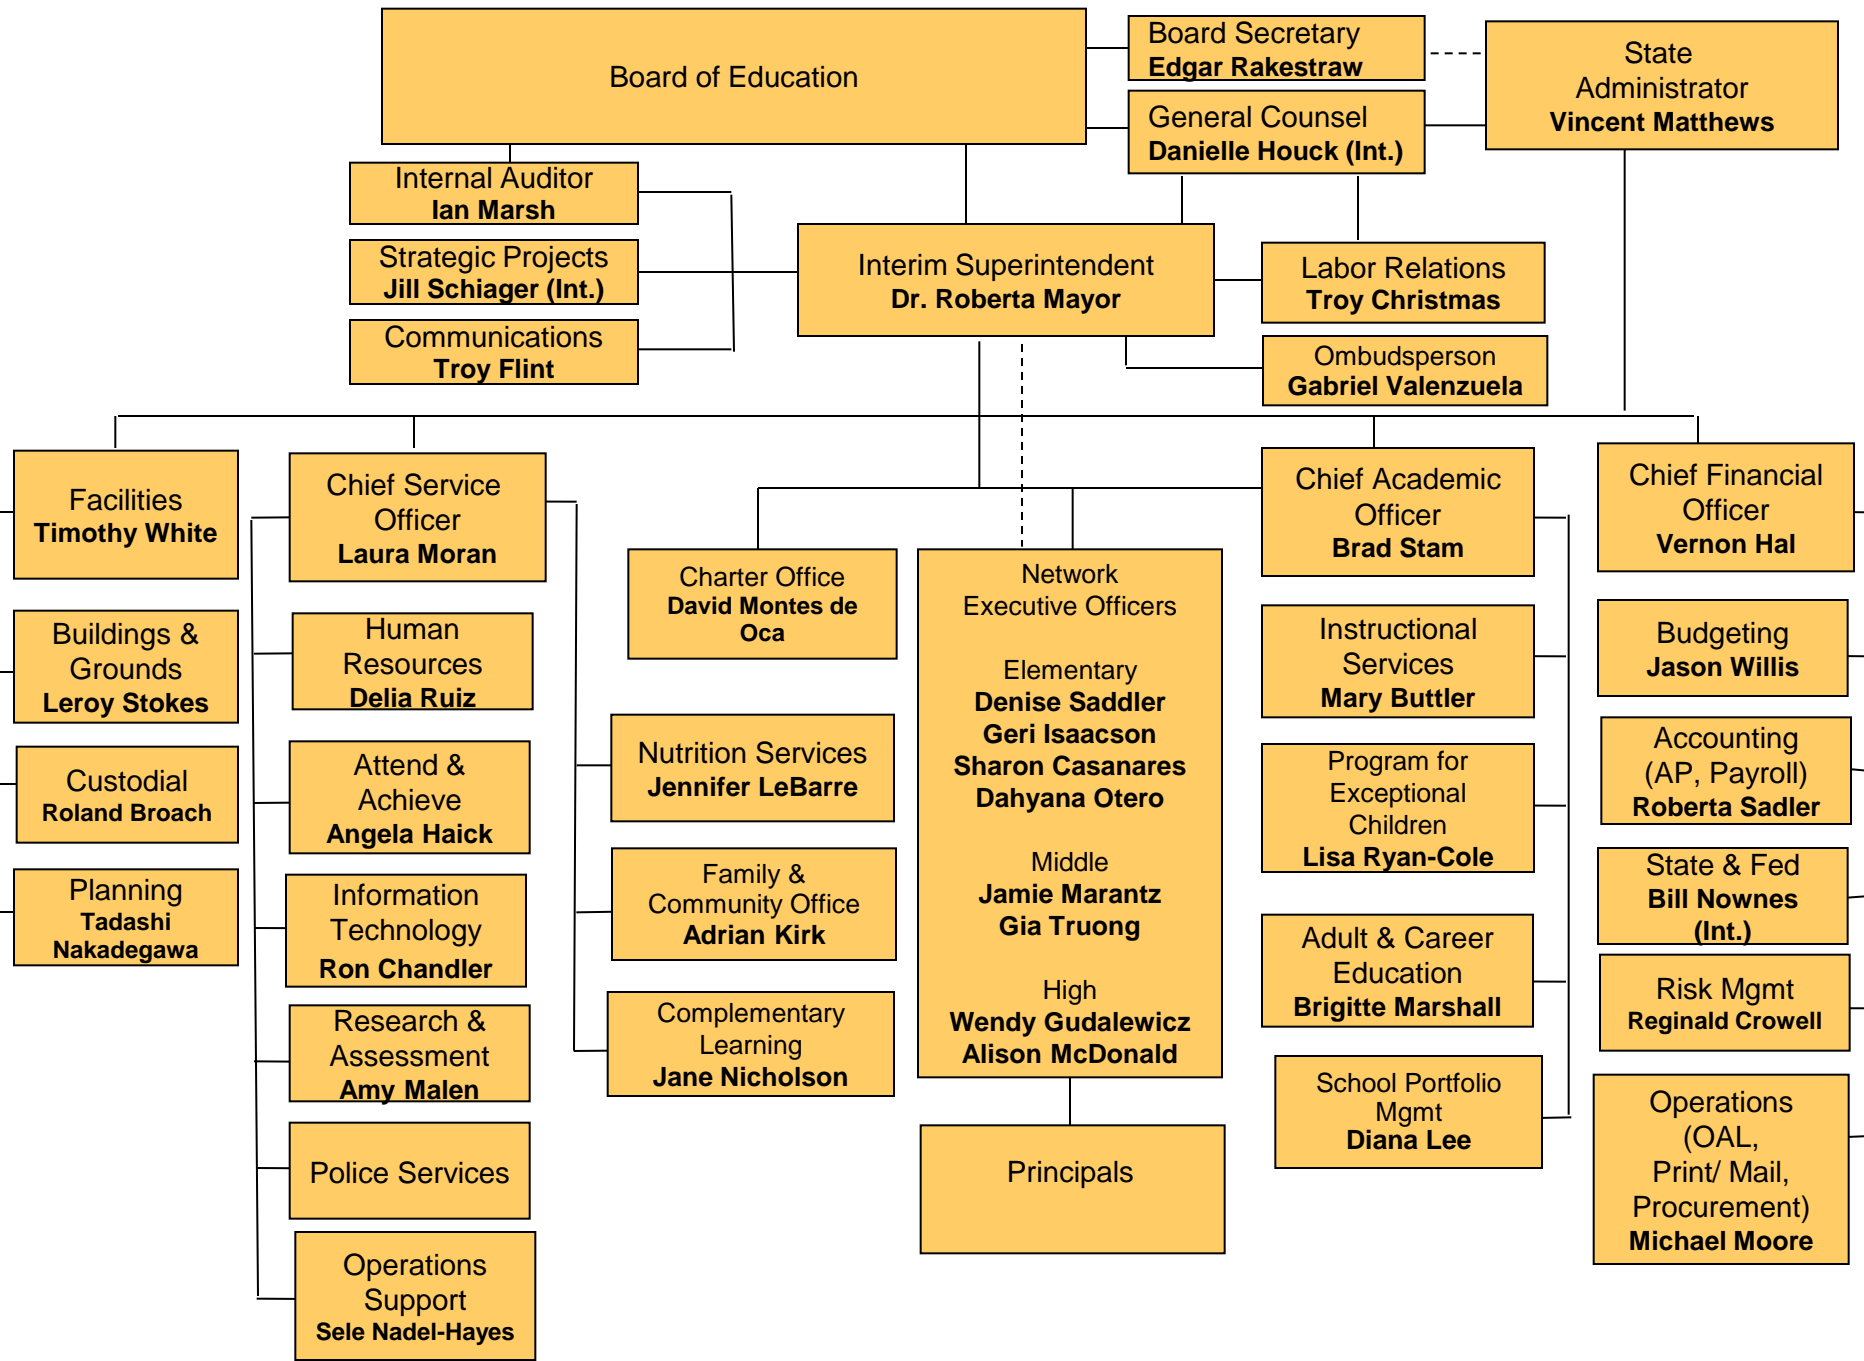 Board of Education
Board Secretary
Edgar Rakestraw
State
Administrator
Vincent Matthews
General Counsel
Danielle Houck (Int.)
Internal Auditor
Ian Marsh
Strategic Projects
Jill Schiager (Int.)
Communications
Troy Flint
Interim Superintendent
Dr. Roberta Mayor
Labor Relations
Troy Christmas
Ombudsperson
Gabriel Valenzuela
Facilities
Timothy White
Buildings &
Grounds
Leroy Stokes
Custodial
Roland Broach
Planning
Tadashi
Nakadegawa
Chief Service
Officer
Laura Moran
Human
Resources
Delia Ruiz
Attend &
Achieve
Angela Haick
Information
Technology
Ron Chandler
Research &
Assessment
Amy Malen
Police Services
Operations
Support
Sele Nadel-Hayes
Nutrition Services
Jennifer LeBarre
Family &
Community Office
Adrian Kirk
Complementary
Learning
Jane Nicholson
Charter Office
David Montes de
Oca
Network
Executive Officers
Elementary
Denise Saddler
Geri Isaacson
Sharon Casanares
Dahyana Otero
Middle
Jamie Marantz
Gia Truong
High
Wendy Gudalewicz
Alison McDonald
Principals
Chief Academic
Officer
Brad Stam
Instructional
Services
Mary Buttler
Program for
Exceptional
Children
Lisa Ryan-Cole
Adult & Career
Education
Brigitte Marshall
School Portfolio
Mgmt
Diana Lee
Chief Financial
Officer
Vernon Hal
Budgeting
Jason Willis
Accounting
(AP, Payroll)
Roberta Sadler
State & Fed
Bill Nownes
(Int.)
Risk Mgmt
Reginald Crowell
Operations
(OAL,
Print/ Mail,
Procurement)
Michael Moore